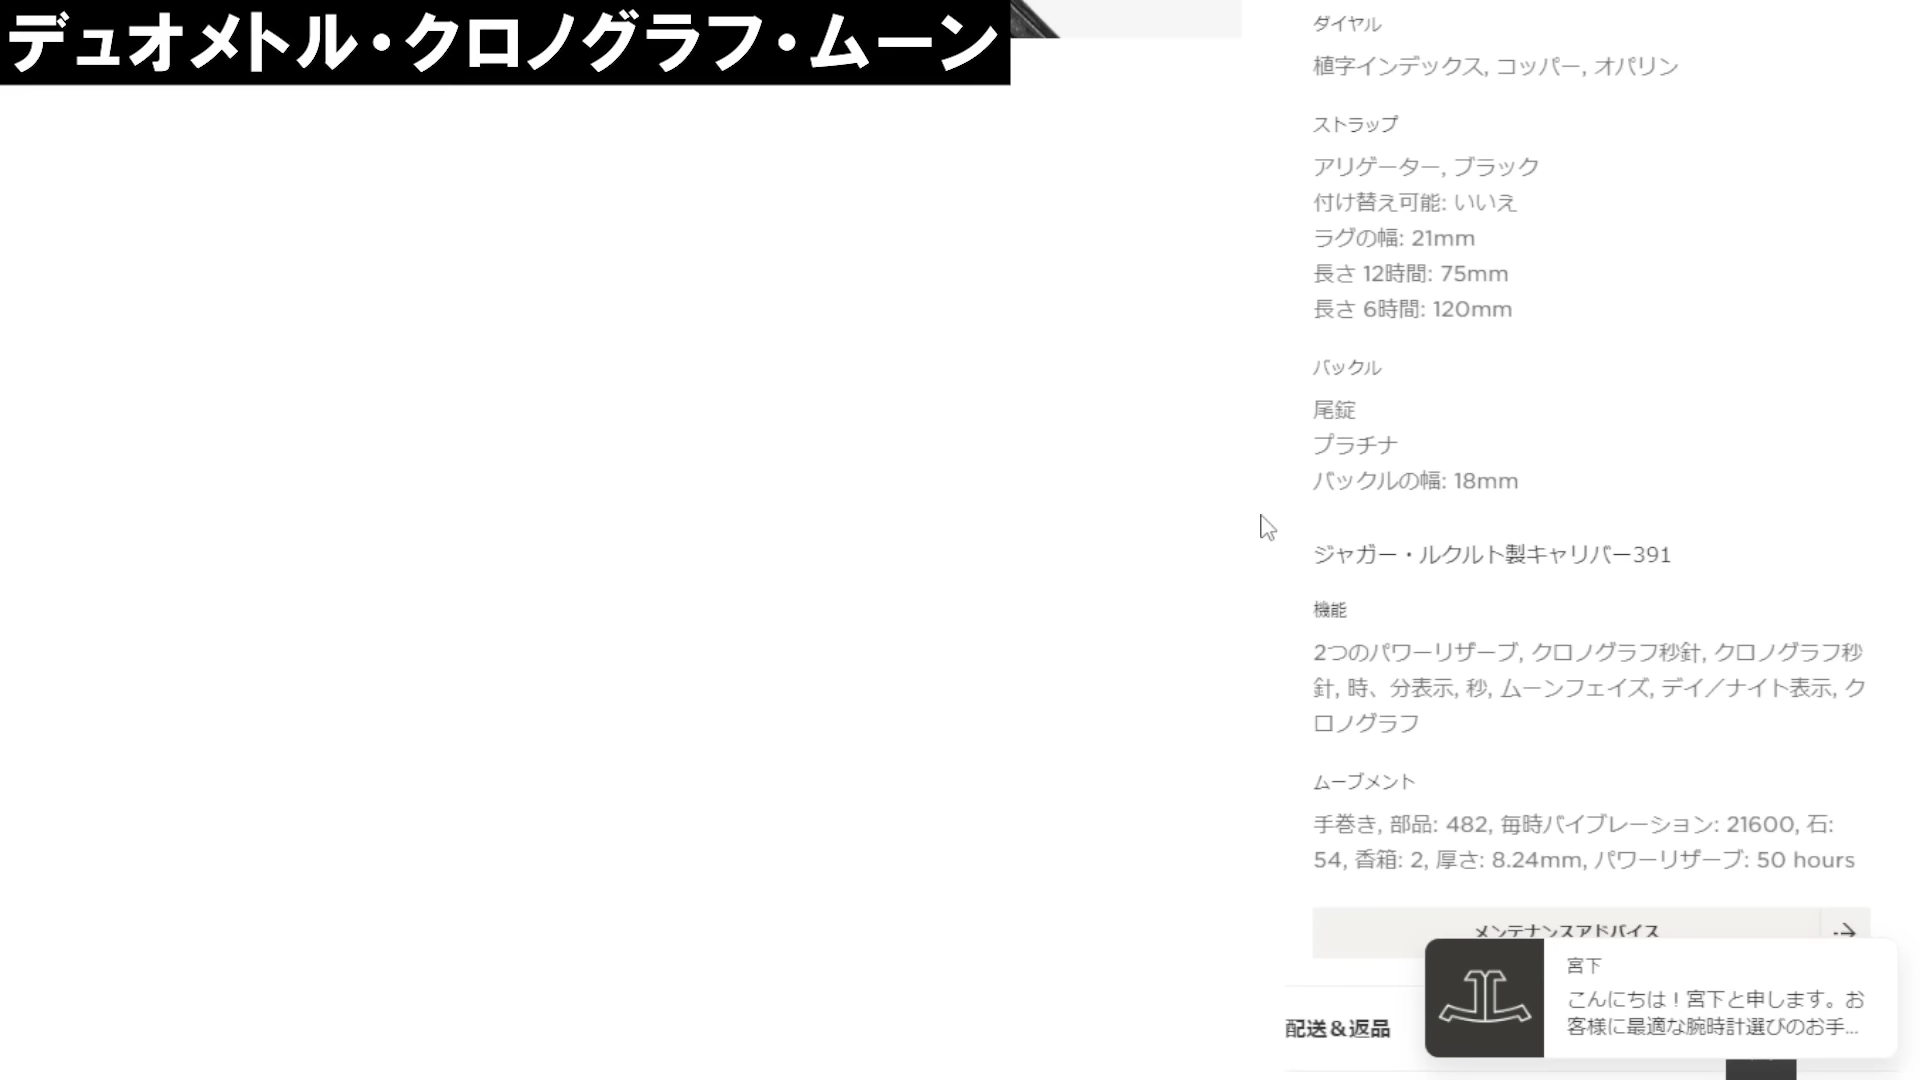 デュオメトル・クロノグラフ・ムーン
ダイヤル
植字インデックス, コッパー, オパリン
ストラップ
アリゲーター, ブラック
付け替え可能: いいえ
ラグの幅: 21mm
長さ 12時間: 75mm
長さ 6時間: 120mm
バックル
尾錠
プラチナ
バックルの幅: 18mm
ジャガー・ルクルト製キャリバー391
機能
2つのパワーリザーブ, クロノグラフ秒針, クロノグラフ秒
針, 時、分表示, 秒, ムーンフェイズ, デイ／ナイト表示, ク
ロノグラフ
ムーブメント
手巻き, 部品: 482, 毎時バイブレーション: 21600, 石:
54, 香箱: 2, 厚さ: 8.24mm, パワーリザーブ: 50 hours
メンテナンスアドバイス
宮下
こんにちは！宮下と申します。お
客様に最適な腕時計選びのお手...
配送＆返品